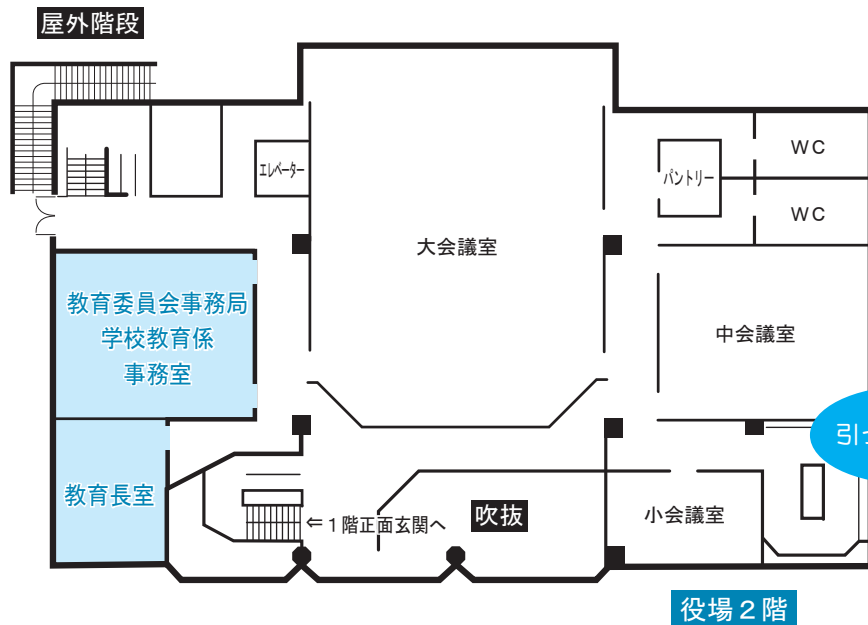 屋外階段
エレベーター
パントリー
WC
WC
大会議室
教育委員会事務局
学校教育係
事務室
中会議室
引っ
教育長室
⇐１階正面玄関へ
吹抜
小会議室
役場２階